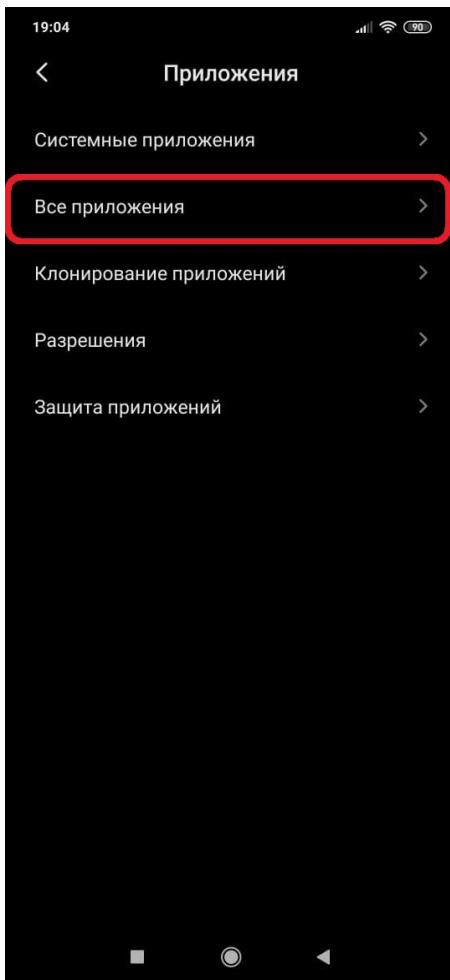 19:04
90
Приложения
Системные приложения
Все приложения
Клонирование приложений
Разрешения
Защита приложений